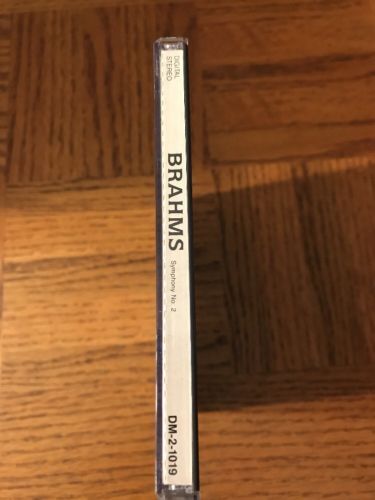 DIGITAL
STEREO
BRAHMS
Symphony No. 2
DM-2-1019